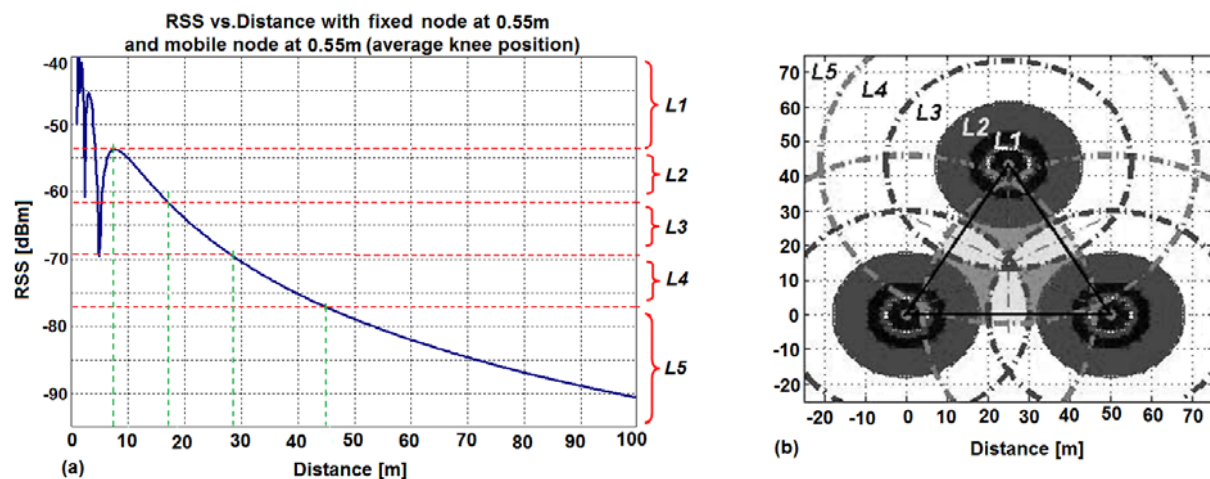 RSS vs.Distance with fixed node at 0.55m
and mobile node at 0.55m (average knee position)
-40
-50
-60
-70
-80
-90
RSS [dBm]
0 10 20 30 40 50 60 70 80 90 100
Distance [m]
(a)
L1
L2
L3
L4
L5
70
60
50
40
30
20
10
0
-10
-20
L5
L4
L3
L2
L1
-20 -10 0 10 20 30 40 50 60 70
Distance [m]
(b)